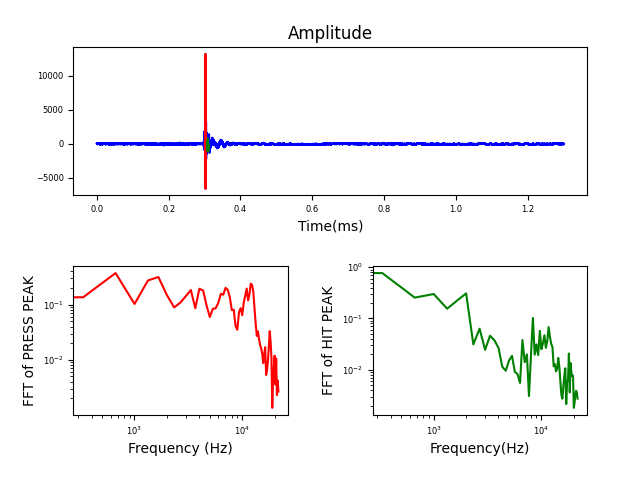 Amplitude
10000
5000
0
−5000
0.0 0.2 0.4 0.6 0.8 1.0 1.2
Time(ms)
FFT of PRESS PEAK
10⁻¹
10⁻²
10³ 10⁴
Frequency (Hz)
FFT of HIT PEAK
10⁰
10⁻¹
10⁻²
10³ 10⁴
Frequency(Hz)